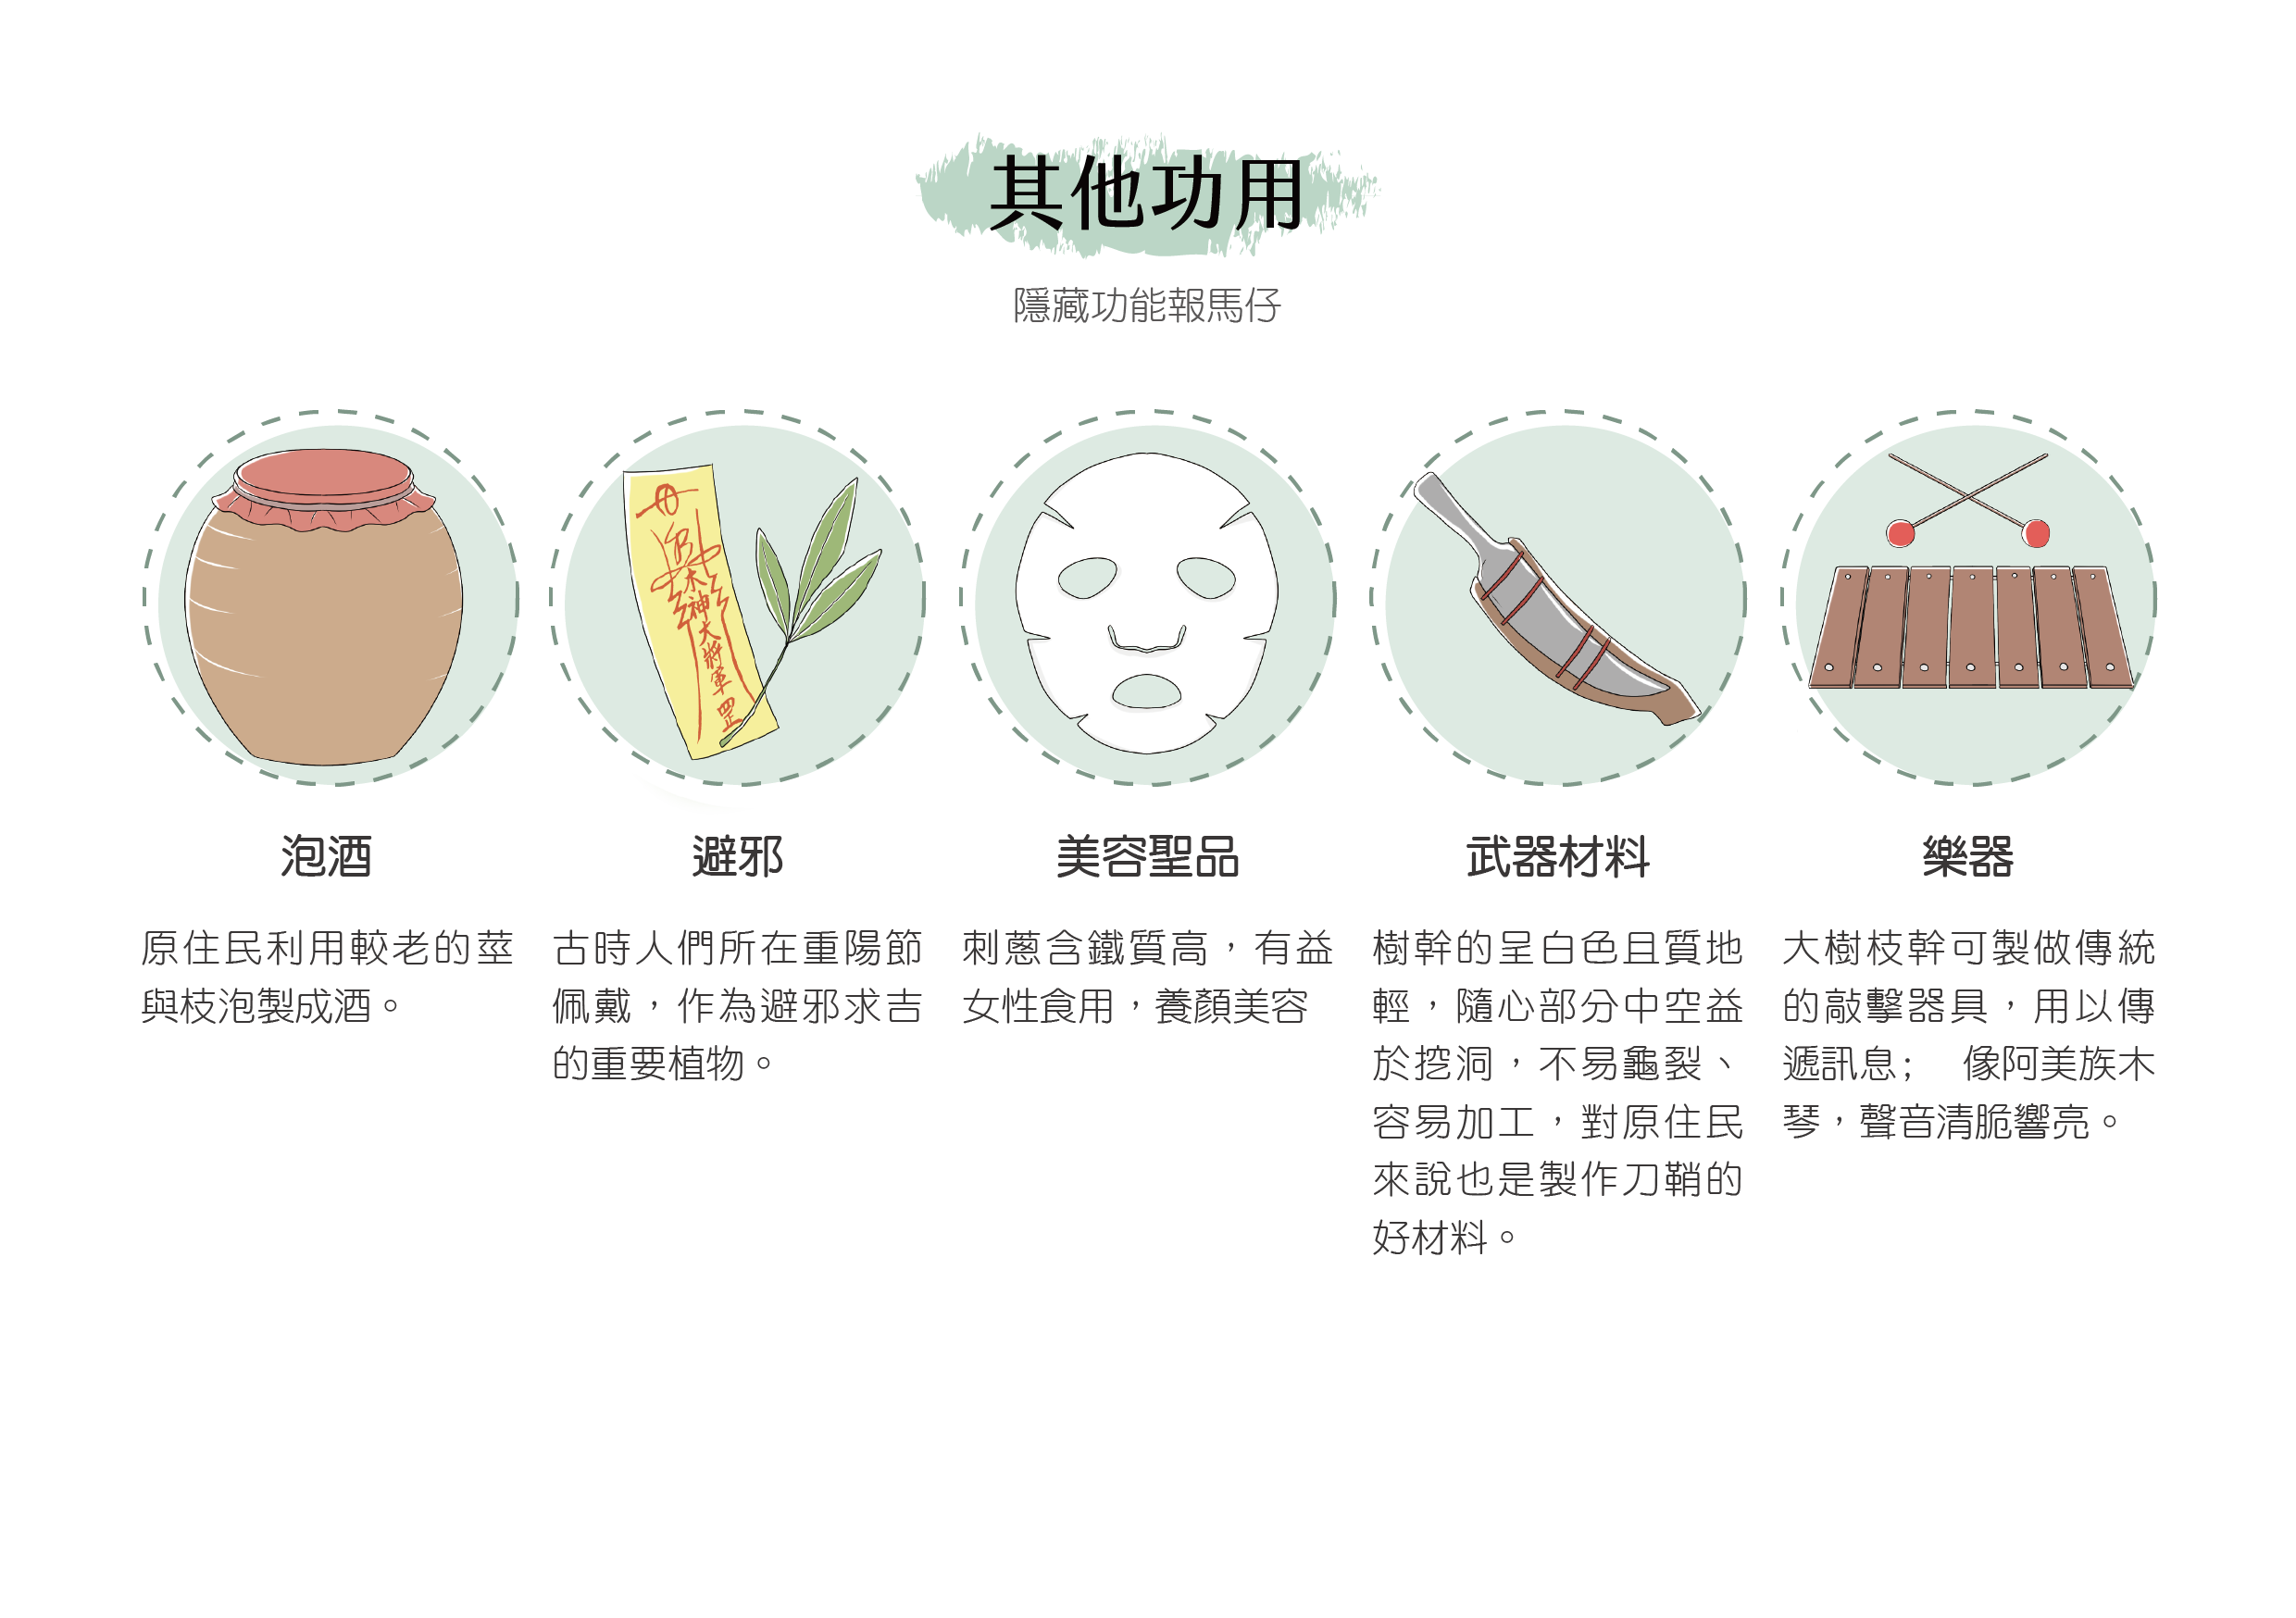 其他功用
隱藏功能報馬仔
木神大將軍罡
泡酒
原住民利用較老的莖
與枝泡製成酒。
避邪
古時人們所在重陽節
佩戴，作為避邪求吉
的重要植物。
美容聖品
刺蔥含鐵質高，有益
女性食用，養顏美容
武器材料
樹幹的呈白色且質地
輕，隨心部分中空益
於挖洞，不易龜裂、
容易加工，對原住民
來說也是製作刀鞘的
好材料。
樂器
大樹枝幹可製做傳統
的敲擊器具，用以傳
遞訊息； 像阿美族木
琴，聲音清脆響亮。